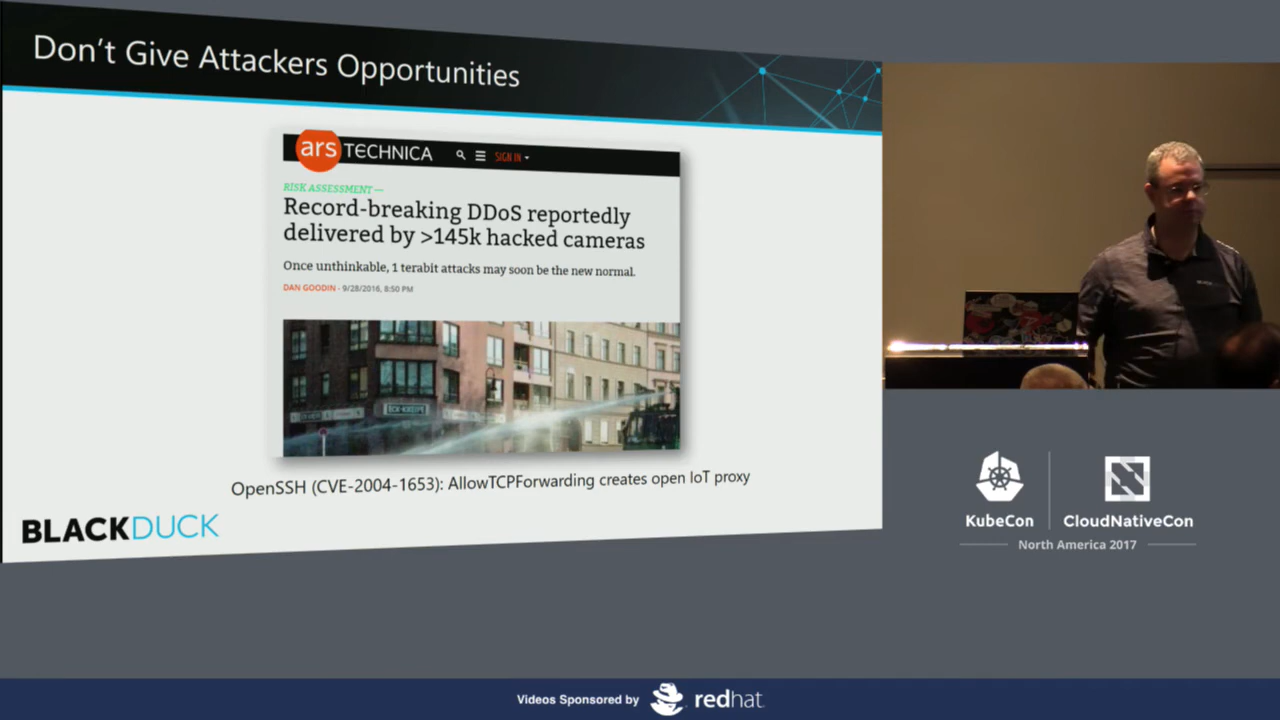 Don't Give Attackers Opportunities
ars TECHNICA
SIGN IN
RISK ASSESSMENT —
Record-breaking DDoS reportedly
delivered by >145k hacked cameras
Once unthinkable, 1 terabit attacks may soon be the new normal.
DAN GOODIN - 9/28/2016, 8:50 PM
OpenSSH (CVE-2004-1653): AllowTCPForwarding creates open IoT proxy
BLACKDUCK
KubeCon
CloudNativeCon
North America 2017
Videos Sponsored by
redhat